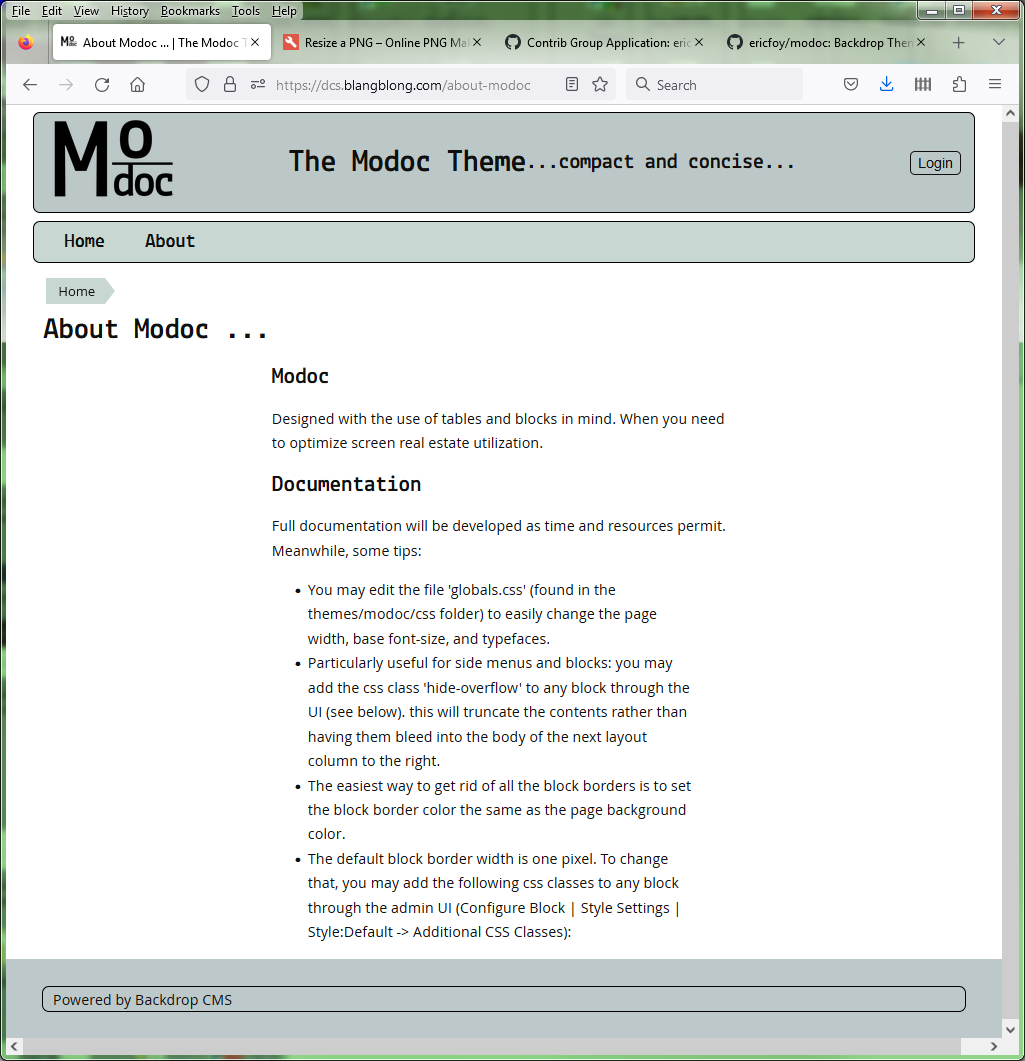 File Edit View History Bookmarks Tools Help
Mo doc About Modoc ... | The Modoc T
Resize a PNG – Online PNG Mak
Contrib Group Application: eric
ericfoy/modoc: Backdrop Them
https://dcs.blangblong.com/about-modoc
Search
Mo
doc
The Modoc Theme...compact and concise...
Login
Home About
Home
About Modoc ...
Modoc
Designed with the use of tables and blocks in mind. When you need
to optimize screen real estate utilization.
Documentation
Full documentation will be developed as time and resources permit.
Meanwhile, some tips:
• You may edit the file 'globals.css' (found in the
themes/modoc/css folder) to easily change the page
width, base font-size, and typefaces.
• Particularly useful for side menus and blocks: you may
add the css class 'hide-overflow' to any block through the
UI (see below). this will truncate the contents rather than
having them bleed into the body of the next layout
column to the right.
• The easiest way to get rid of all the block borders is to set
the block border color the same as the page background
color.
• The default block border width is one pixel. To change
that, you may add the following css classes to any block
through the admin UI (Configure Block | Style Settings |
Style:Default -> Additional CSS Classes):
Powered by Backdrop CMS